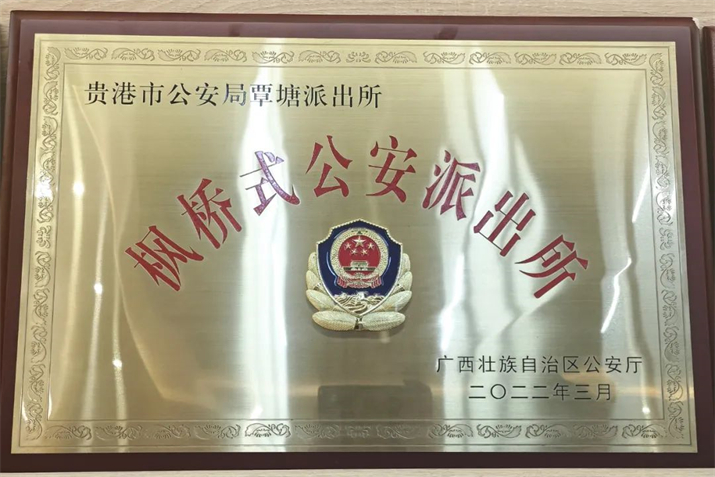 贵港市公安局覃塘派出所
枫桥式公安派出所
广西壮族自治区公安厅
二〇二二年三月